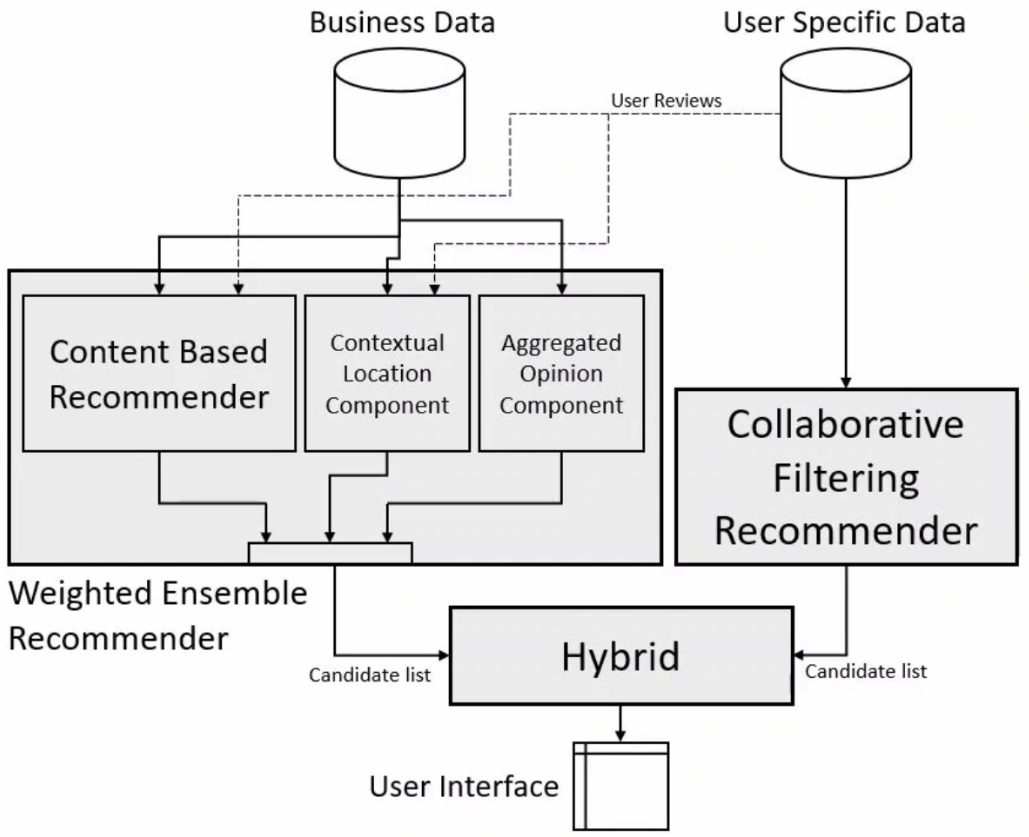 Business Data
User Specific Data
User Reviews
Content Based
Recommender
Contextual
Location
Component
Aggregated
Opinion
Component
Collaborative
Filtering
Recommender
Weighted Ensemble
Recommender
Candidate list
Hybrid
Candidate list
User Interface